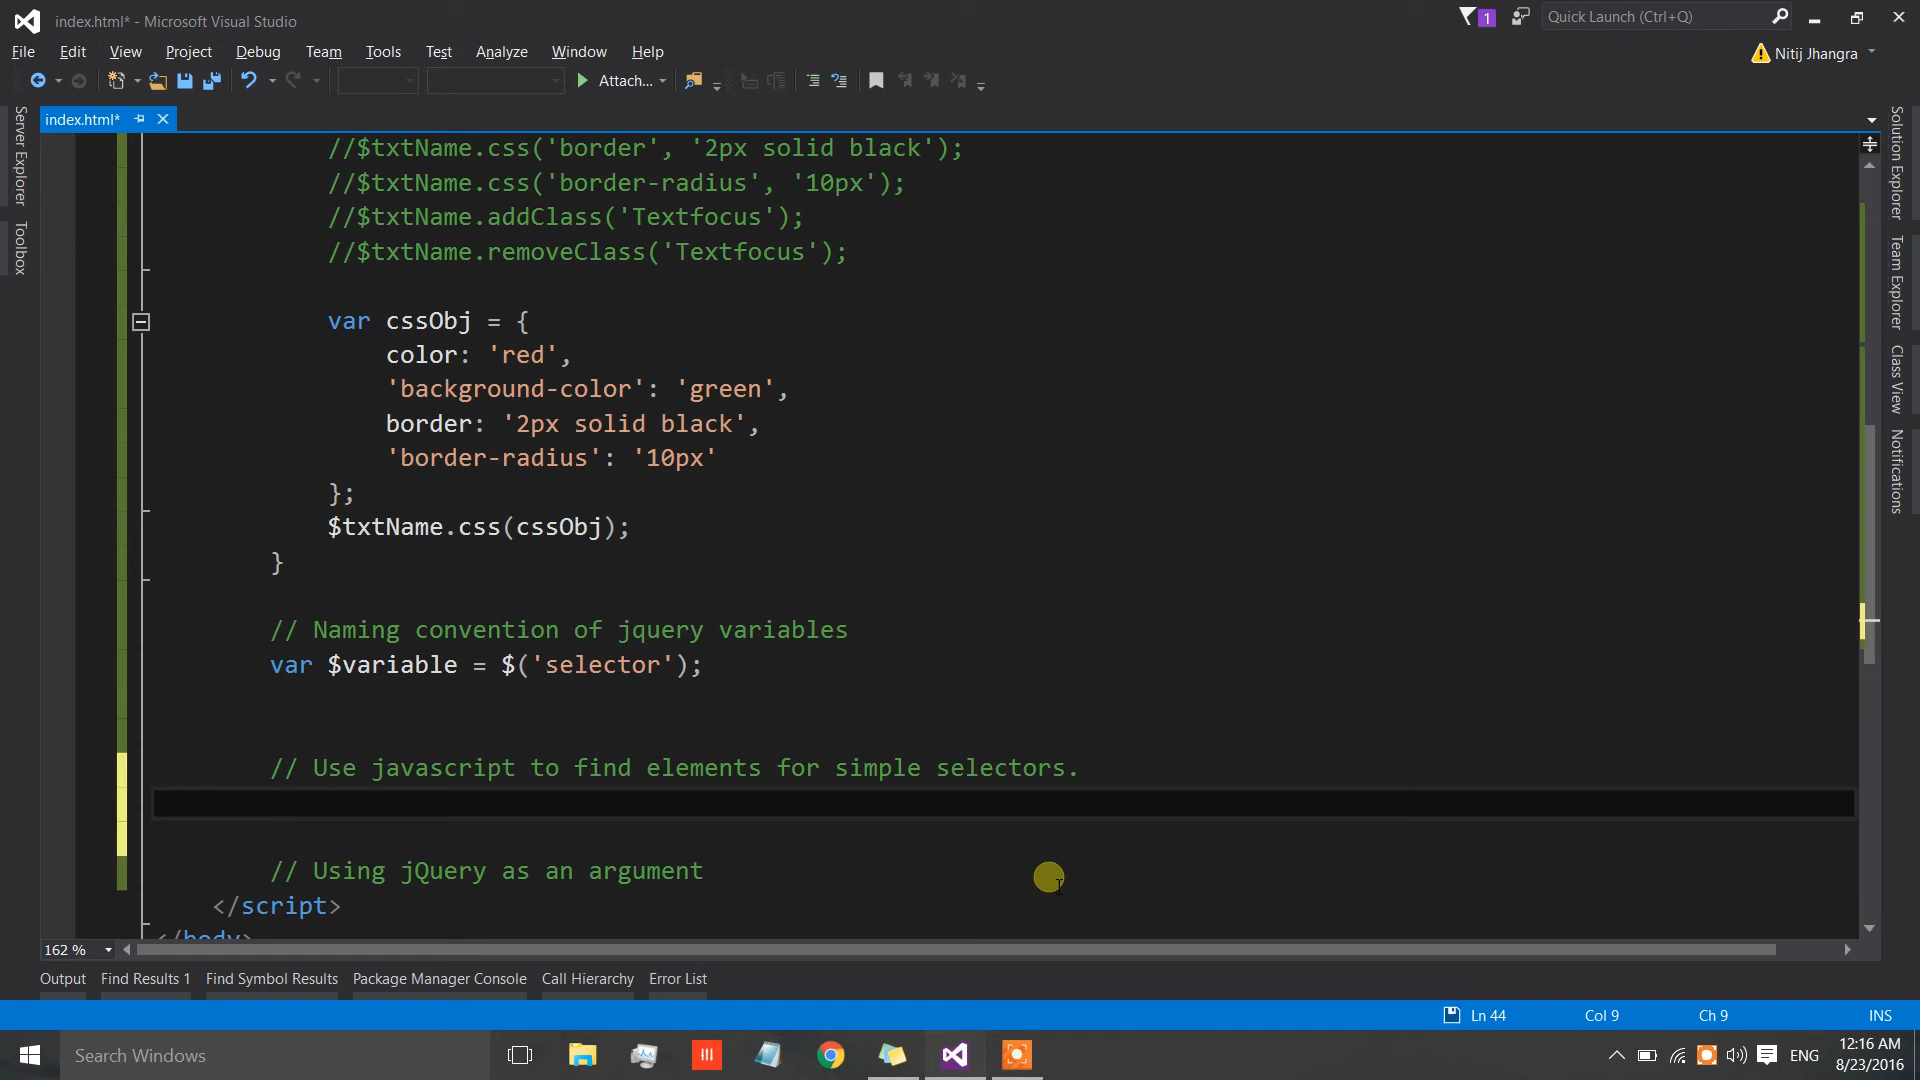 index.html* - Microsoft Visual Studio
1
Quick Launch (Ctrl+Q)
File Edit View Project Debug Team Tools Test Analyze Window Help
Nitij Jhangra
Attach...
index.html*
Server Explorer
Toolbox
Solution Explorer
Team Explorer
Class View
Notifications
//$txtName.css('border', '2px solid black');
//$txtName.css('border-radius', '10px');
//$txtName.addClass('Textfocus');
//$txtName.removeClass('Textfocus');
var cssObj = {
color: 'red',
'background-color': 'green',
border: '2px solid black',
'border-radius': '10px'
};
$txtName.css(cssObj);
}
// Naming convention of jquery variables
var $variable = $('selector');
// Use javascript to find elements for simple selectors.
// Using jQuery as an argument
</script>
</body>
162 %
Output Find Results 1 Find Symbol Results Package Manager Console Call Hierarchy Error List
Ln 44 Col 9 Ch 9 INS
Search Windows
ENG
12:16 AM
8/23/2016